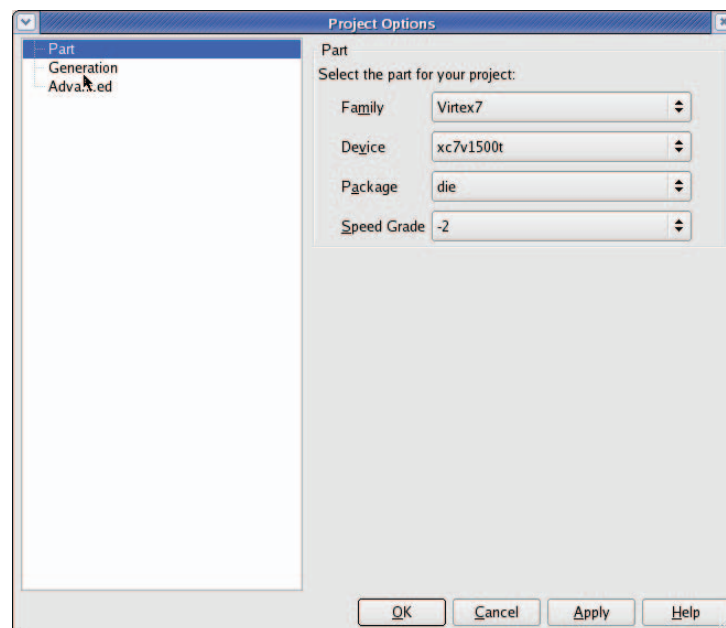 Project Options
Part
Generation
Part
Select the part for your project:
Family Virtex7
Device xc7v1500t
Package die
Speed Grade -2
OK Cancel Apply Help